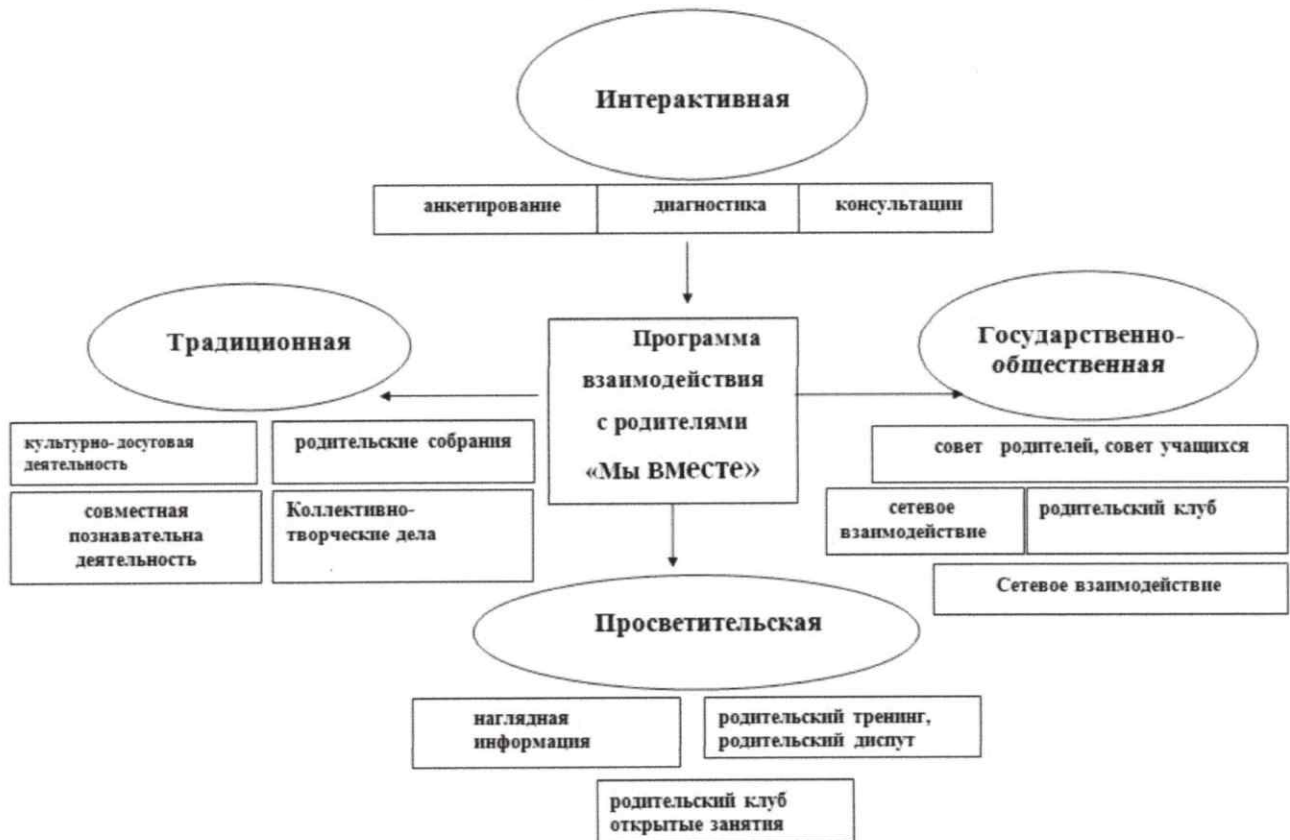 Интерактивная
анкетирование
диагностика
консультации
Традиционная
культурно-досуговая
деятельность
родительские собрания
совместная
познавательна
деятельность
Коллективно-
творческие дела
Программа
взаимодействия
с родителями
«Мы вместе»
Государственно-
общественная
совет родителей, совет учащихся
сетевое
взаимодействие
родительский клуб
Сетевое взаимодействие
Просветительская
наглядная
информация
родительский тренинг,
родительский диспут
родительский клуб
открытые занятия